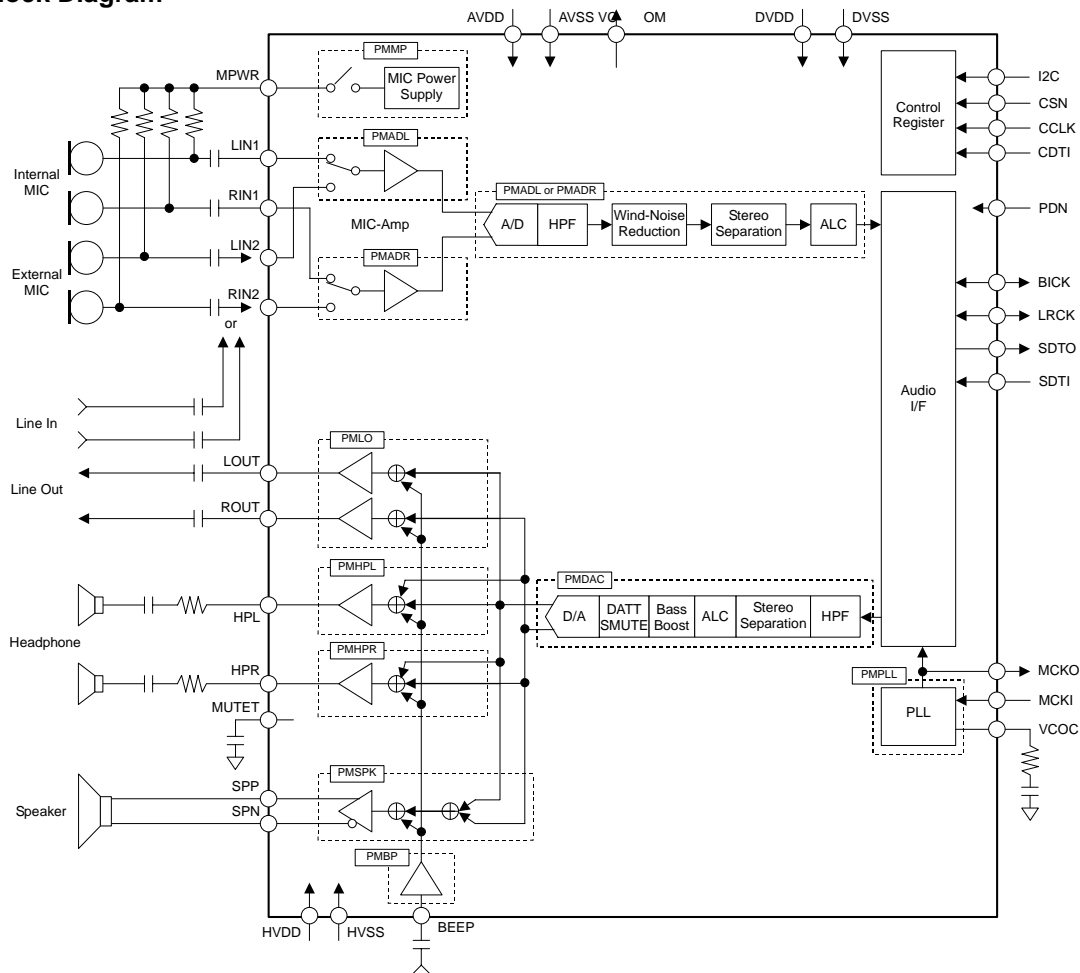 AVDD AVSS VC OM DVDD DVSS
PMMP
MPWR
MIC Power
Supply
I2C
CSN
CCLK
CDTI
Control
Register
PMADL
LIN1
Internal
MIC
RIN1
PMADL or PMADR
MIC-Amp
A/D
HPF
Wind-Noise
Reduction
Stereo
Separation
ALC
PDN
LIN2
PMADR
External
MIC
RIN2
or
BICK
LRCK
SDTO
SDTI
Audio
I/F
Line In
PMLO
LOUT
Line Out
ROUT
PMHPL
PMDAC
D/A
DATT
SMUTE
Bass
Boost
ALC
Stereo
Separation
HPF
HPL
Headphone
PMHPR
HPR
MUTET
PMPLL
PLL
MCKO
MCKI
VCOC
PMSPK
SPP
Speaker
SPN
PMBP
HVDD
HVSS
BEEP